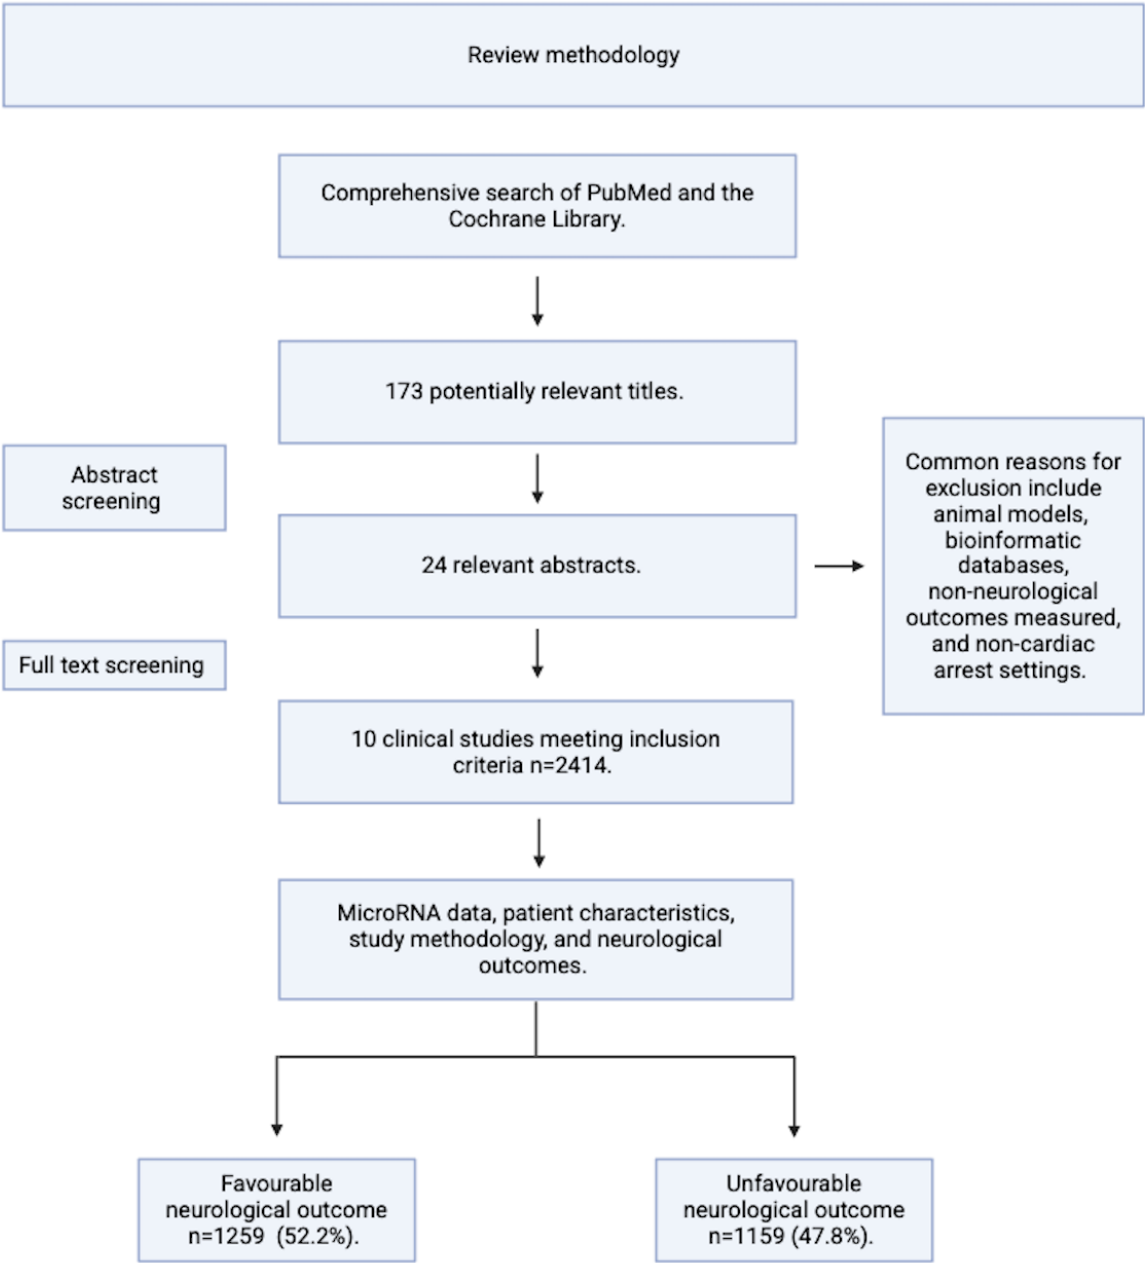 Review methodology
Comprehensive search of PubMed and the
Cochrane Library.
173 potentially relevant titles.
Abstract
screening
24 relevant abstracts.
Common reasons for
exclusion include
animal models,
bioinformatic
databases,
non-neurological
outcomes measured,
and non-cardiac
arrest settings.
Full text screening
10 clinical studies meeting inclusion
criteria n=2414.
MicroRNA data, patient characteristics,
study methodology, and neurological
outcomes.
Favourable
neurological outcome
n=1259 (52.2%).
Unfavourable
neurological outcome
n=1159 (47.8%).